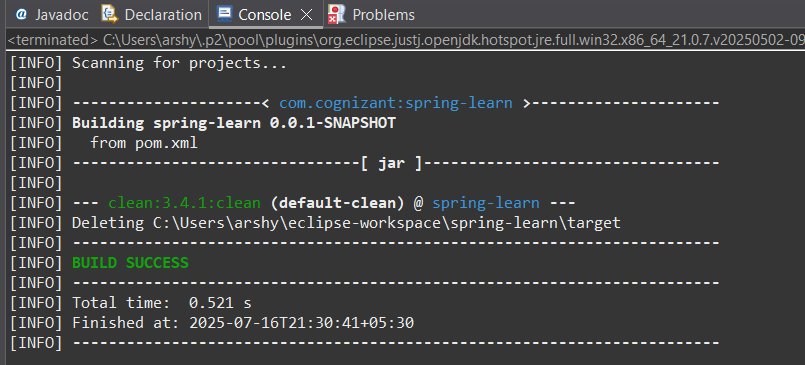 @ Javadoc Declaration Console Problems
<terminated> C:\Users\arshy\.p2\pool\plugins\org.eclipse.justj.openjdk.hotspot.jre.full.win32.x86_64_21.0.7.v20250502-09
[INFO] Scanning for projects...
[INFO]
[INFO] ---------------------< com.cognizant:spring-learn >---------------------
[INFO] Building spring-learn 0.0.1-SNAPSHOT
[INFO]   from pom.xml
[INFO] --------------------------------[ jar ]---------------------------------
[INFO]
[INFO] --- clean:3.4.1:clean (default-clean) @ spring-learn ---
[INFO] Deleting C:\Users\arshy\eclipse-workspace\spring-learn\target
[INFO] ------------------------------------------------------------------------
[INFO] BUILD SUCCESS
[INFO] ------------------------------------------------------------------------
[INFO] Total time:  0.521 s
[INFO] Finished at: 2025-07-16T21:30:41+05:30
[INFO] ------------------------------------------------------------------------